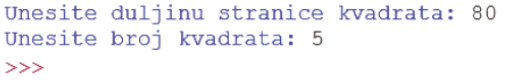 Unesite duljinu stranice kvadrata: 80
Unesite broj kvadrata: 5
>>>